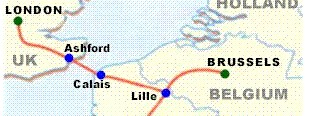 LONDON
HOLLAND
Ashford
UK
BRUSSELS
Calais
Lille
BELGIUM